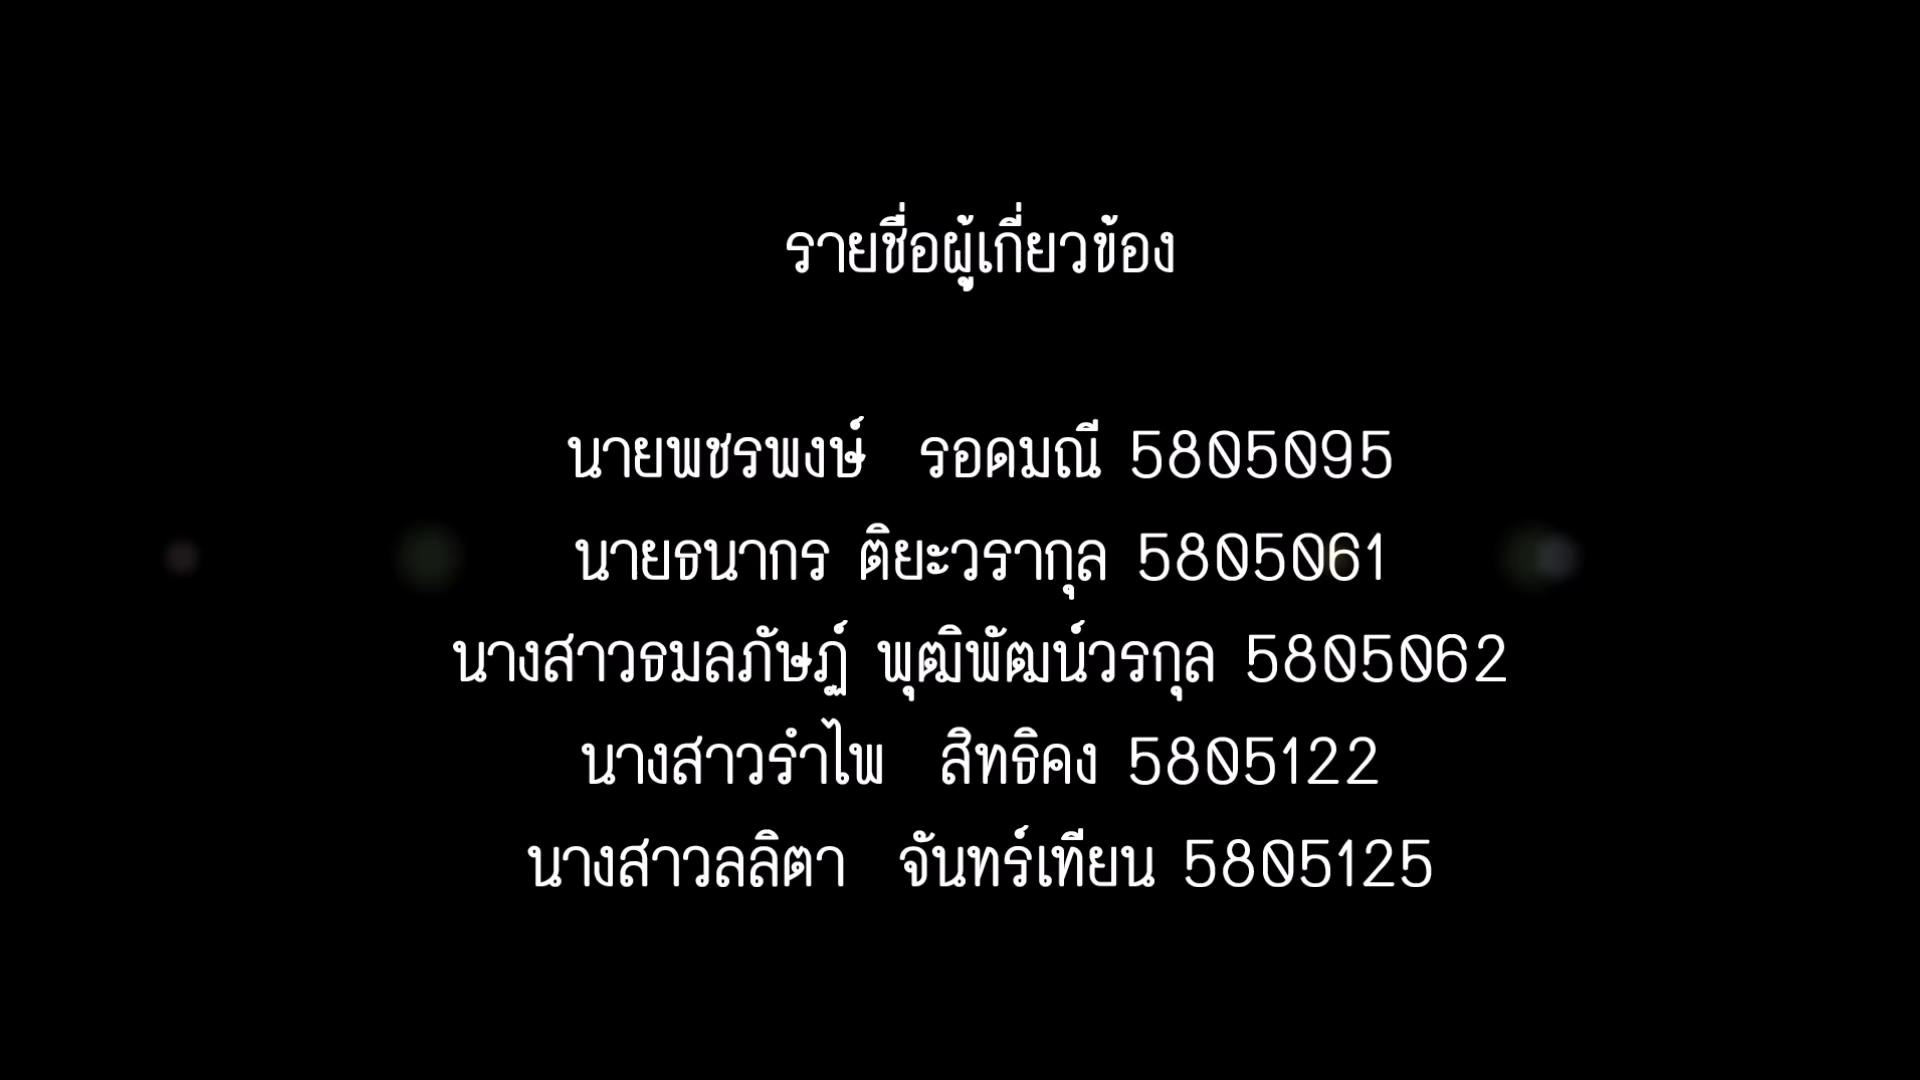 รายชื่อผู้เกี่ยวข้อง
นายพชรพงษ์ รอดมณี 5805095
นายธนากร ติยะวรากุล 5805061
นางสาวธมลภัษฏ์ พุฒิพัฒน์วรกุล 5805062
นางสาวรำไพ สิทธิคง 5805122
นางสาวลลิตา จันทร์เทียน 5805125